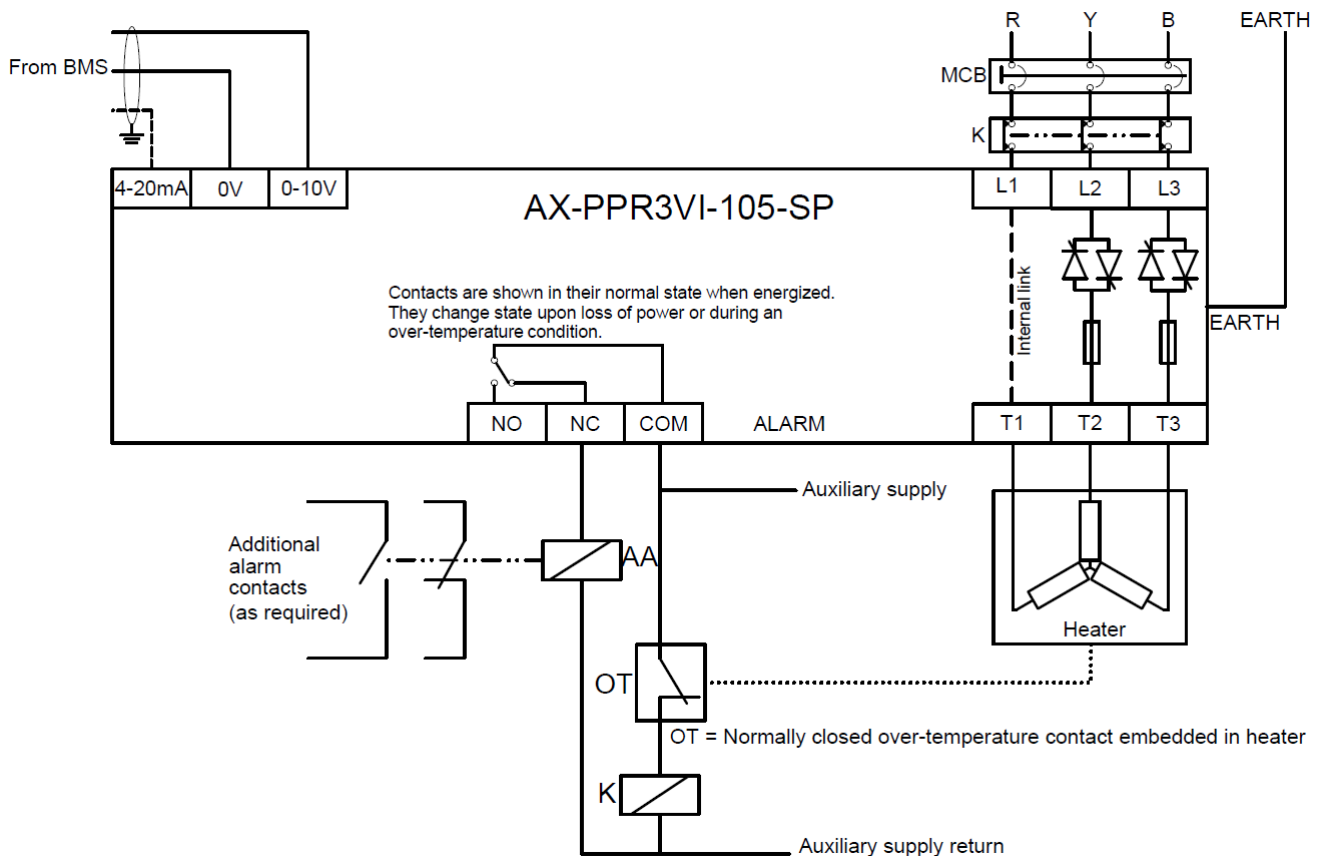 R Y B EARTH
From BMS
MCB
K
4-20mA 0V 0-10V
L1 L2 L3
AX-PPR3VI-105-SP
Contacts are shown in their normal state when energized.
They change state upon loss of power or during an
over-temperature condition.
Internal link
EARTH
NO NC COM ALARM
T1 T2 T3
Auxiliary supply
Additional
alarm
contacts
(as required)
AA
Heater
OT
OT = Normally closed over-temperature contact embedded in heater
K
Auxiliary supply return